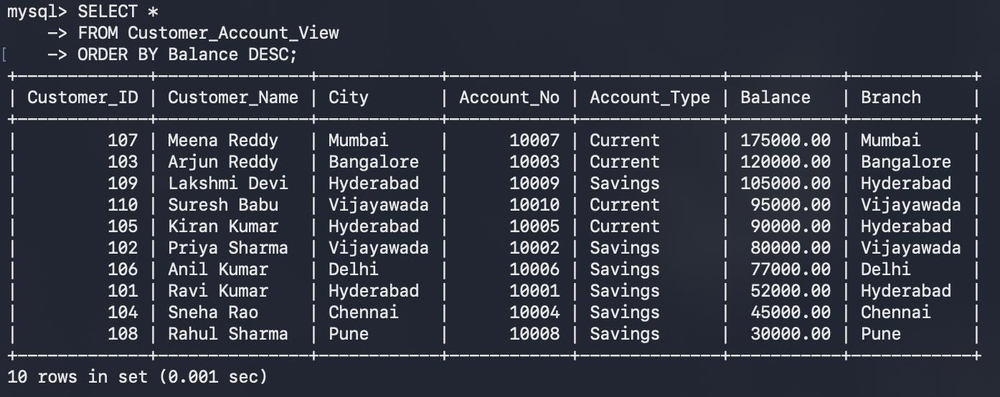 mysql> SELECT *
    -> FROM Customer_Account_View
[    -> ORDER BY Balance DESC;
+-------------+---------------+------------+------------+--------------+-----------+------------+
| Customer_ID | Customer_Name | City       | Account_No | Account_Type | Balance   | Branch     |
+-------------+---------------+------------+------------+--------------+-----------+------------+
|         107 | Meena Reddy   | Mumbai     |      10007 | Current      | 175000.00 | Mumbai     |
|         103 | Arjun Reddy   | Bangalore  |      10003 | Current      | 120000.00 | Bangalore  |
|         109 | Lakshmi Devi  | Hyderabad  |      10009 | Savings      | 105000.00 | Hyderabad  |
|         110 | Suresh Babu   | Vijayawada |      10010 | Current      |  95000.00 | Vijayawada |
|         105 | Kiran Kumar   | Hyderabad  |      10005 | Current      |  90000.00 | Hyderabad  |
|         102 | Priya Sharma  | Vijayawada |      10002 | Savings      |  80000.00 | Vijayawada |
|         106 | Anil Kumar    | Delhi      |      10006 | Savings      |  77000.00 | Delhi      |
|         101 | Ravi Kumar    | Hyderabad  |      10001 | Savings      |  52000.00 | Hyderabad  |
|         104 | Sneha Rao     | Chennai    |      10004 | Savings      |  45000.00 | Chennai    |
|         108 | Rahul Sharma  | Pune       |      10008 | Savings      |  30000.00 | Pune       |
+-------------+---------------+------------+------------+--------------+-----------+------------+
10 rows in set (0.001 sec)